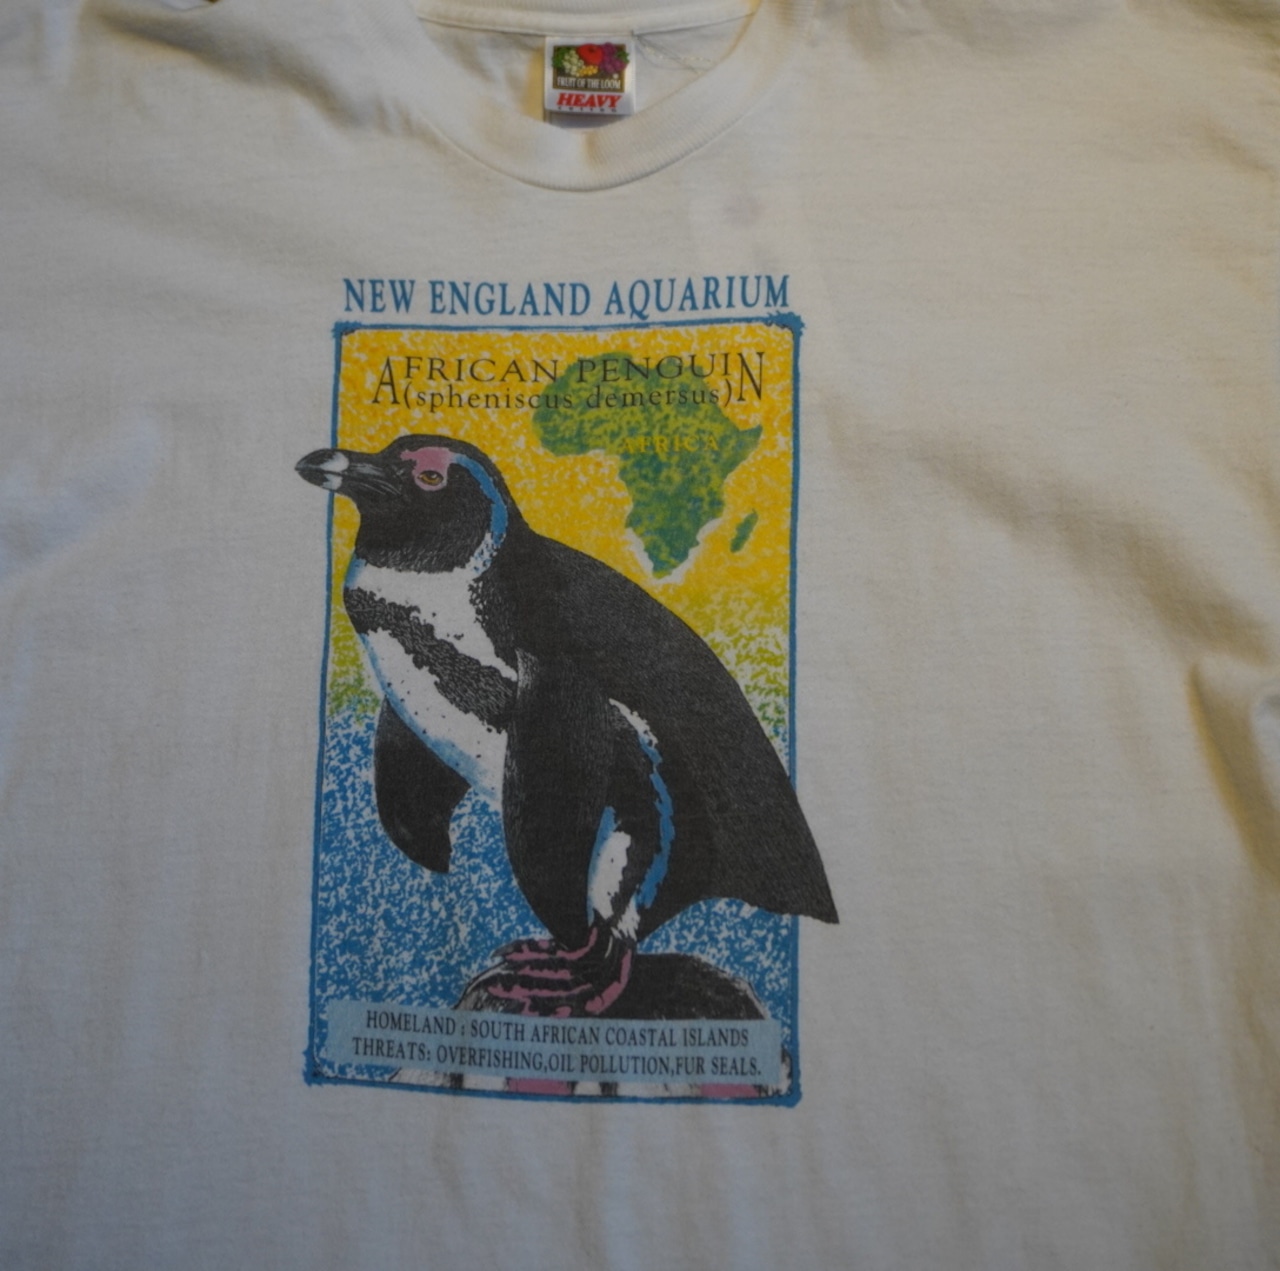 FRUIT OF THE LOOM
HEAVY
NEW ENGLAND AQUARIUM
AFRICAN PENGUIN
(spheniscus demersus)
AFRICA
HOMELAND : SOUTH AFRICAN COASTAL ISLANDS
THREATS: OVERFISHING,OIL POLLUTION,FUR SEALS.